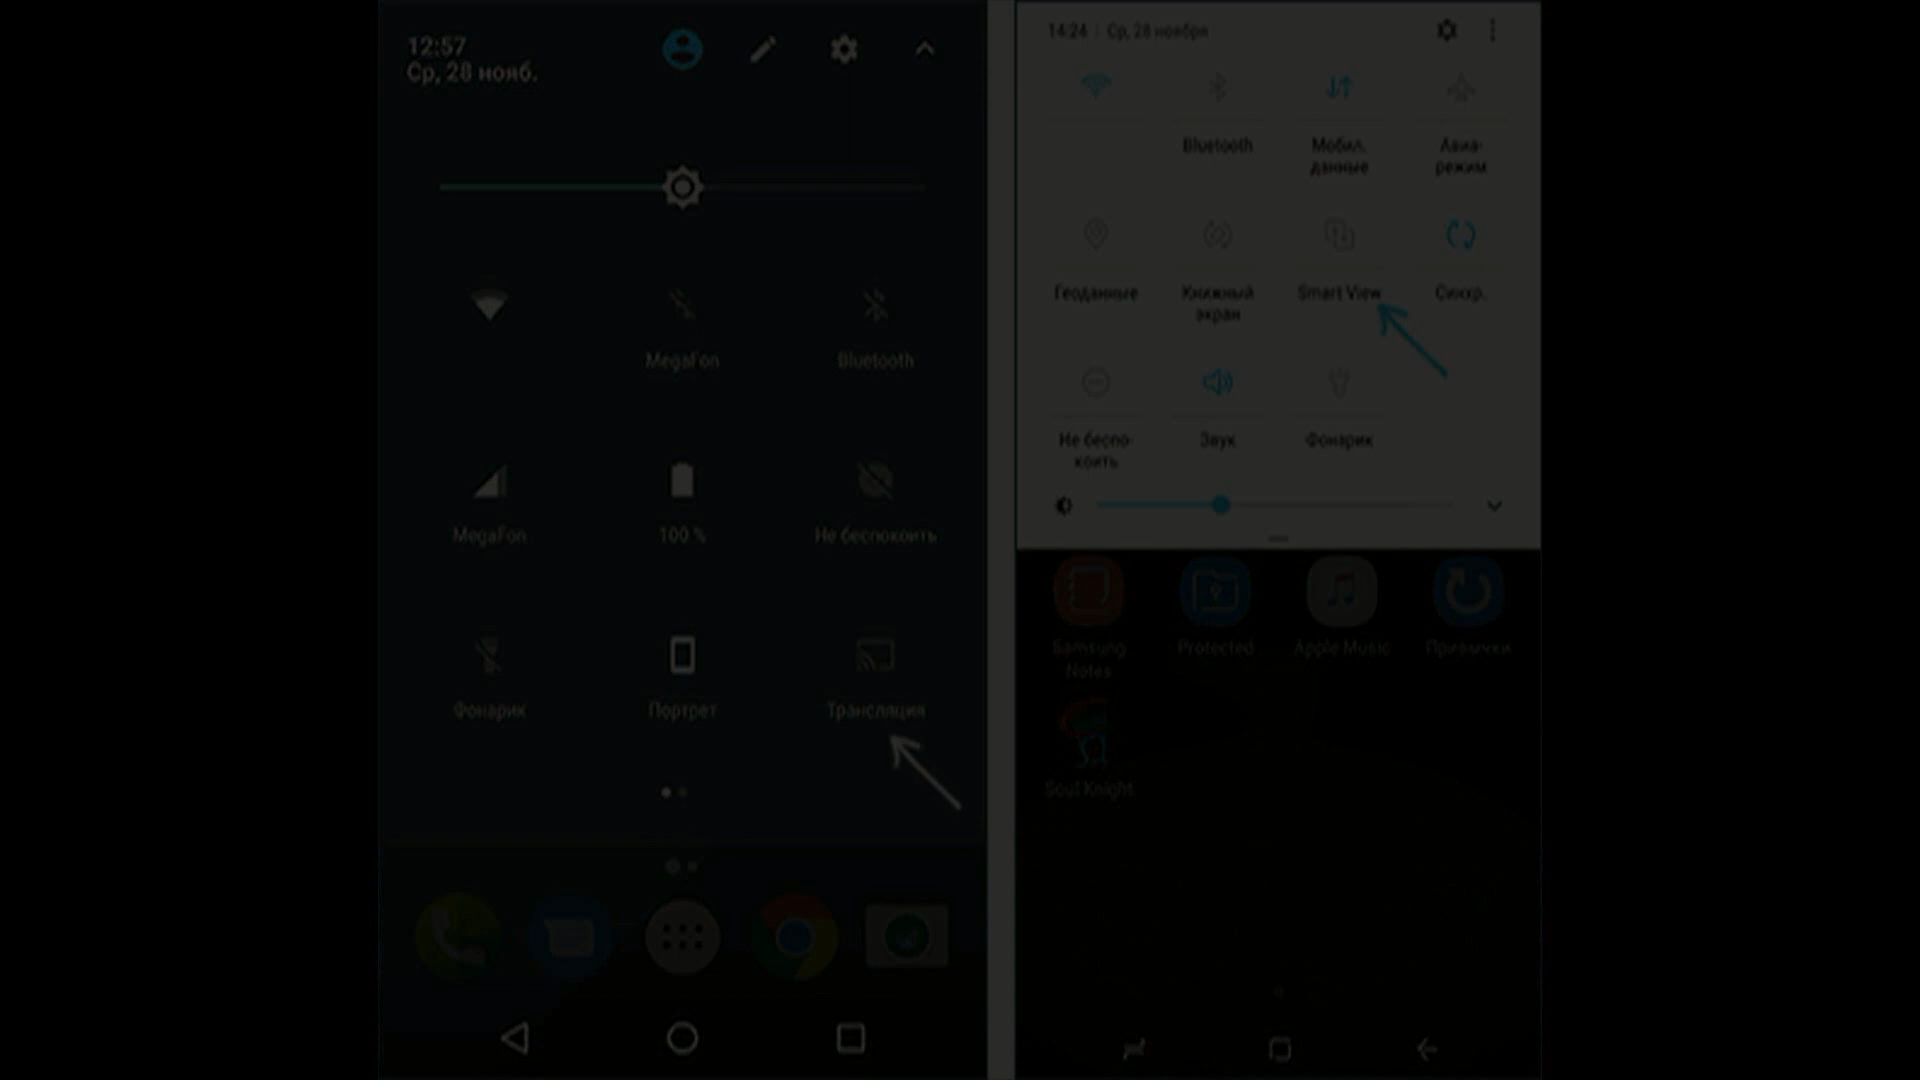 12:57
Ср, 28 нояб.
MegaFon
Bluetooth
MegaFon
100 %
Не беспокоить
Фонарик
Портрет
Трансляция
14:24 | Ср, 28 ноября
Bluetooth
Мобил.
данные
Авиа-
режим
Геоданные
Книжный
экран
Smart View
Синхр.
Не беспо-
коить
Звук
Фонарик
Samsung
Notes
Protected
Apple Music
Привычки
Soul Knight